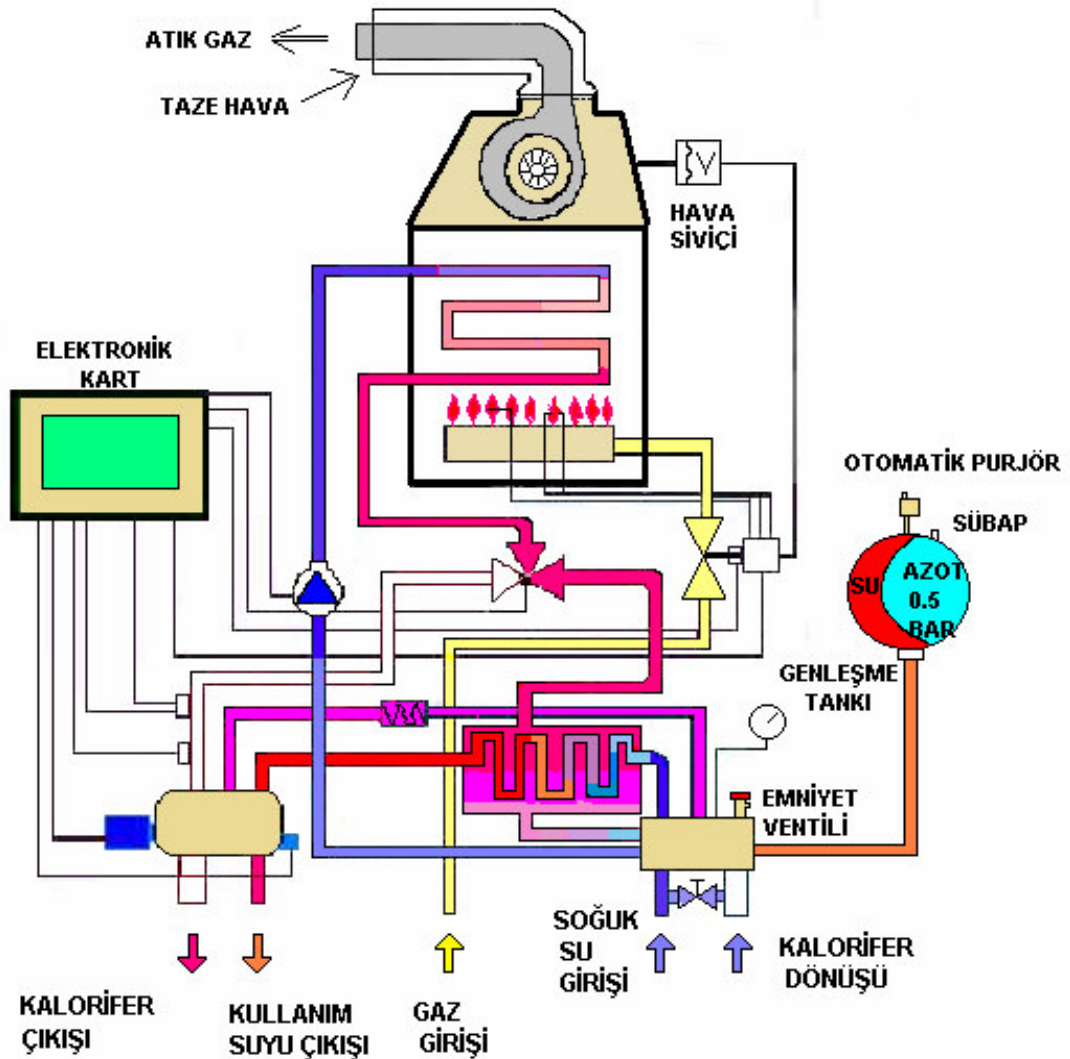 ATIK GAZ
TAZE HAVA
HAVA
SİVİÇİ
ELEKTRONİK
KART
OTOMATİK PURJÖR
SÜBAP
SU
AZOT
0.5
BAR
GENLEŞME
TANKI
EMNİYET
VENTİLİ
SOĞUK
SU
GİRİŞİ
KALORİFER
DÖNÜŞÜ
KALORİFER
ÇIKIŞI
KULLANIM
SUYU ÇIKIŞI
GAZ
GİRİŞİ